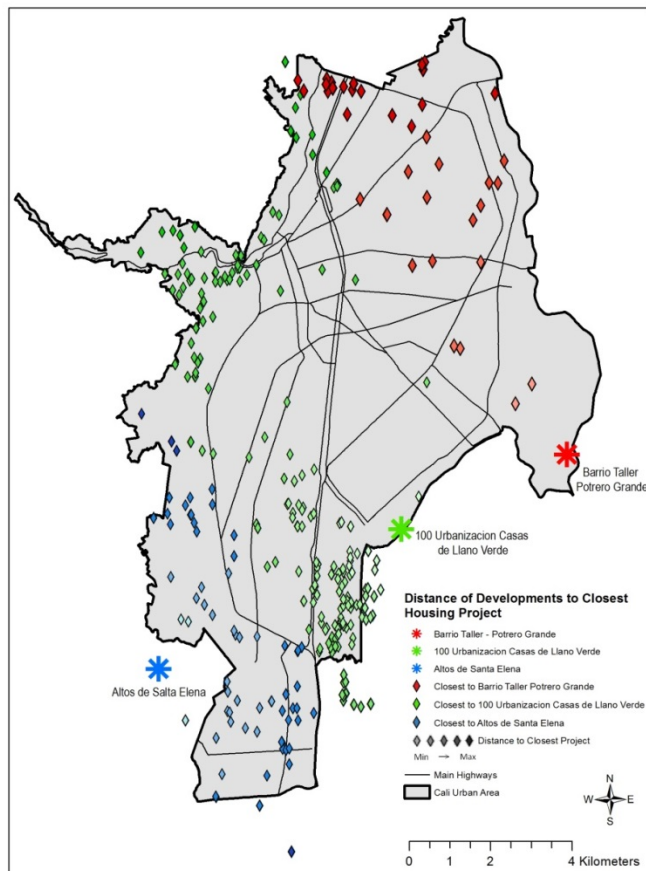 Barrio Taller
Potrero Grande
100 Urbanizacion Casas
de Llano Verde
Altos de Salta Elena
Distance of Developments to Closest
Housing Project
Barrio Taller - Potrero Grande
100 Urbanizacion Casas de Llano Verde
Altos de Santa Elena
Closest to Barrio Taller Potrero Grande
Closest to 100 Urbanizacion Casas de Llano Verde
Closest to Altos de Santa Elena
Distance to Closest Project
Min → Max
Main Highways
Cali Urban Area
N
W E
S
0 1 2 4 Kilometers